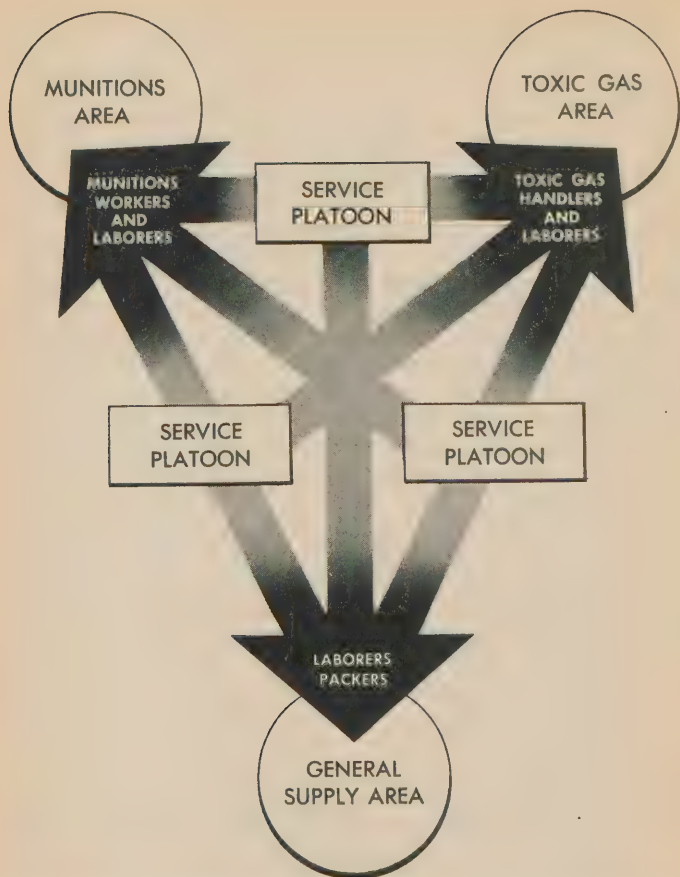 MUNITIONS
AREA
TOXIC GAS
AREA
MUNITIONS
WORKERS
AND
LABORERS
SERVICE
PLATOON
TOXIC GAS
HANDLERS
AND
LABORERS
SERVICE
PLATOON
SERVICE
PLATOON
LABORERS
PACKERS
GENERAL
SUPPLY AREA